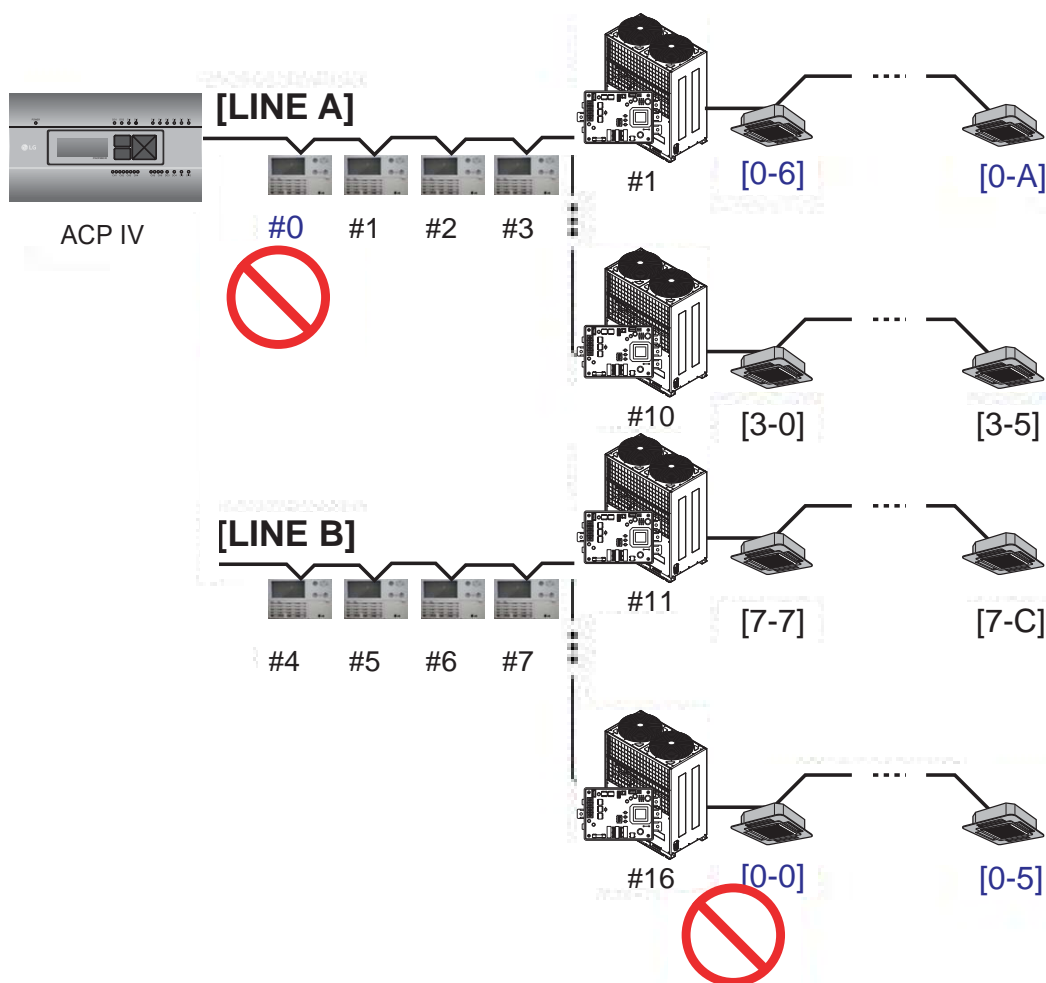 [LINE A]
ACP IV
#0 #1 #2 #3
#1 [0-6] [0-A]
#10 [3-0] [3-5]
[LINE B]
#4 #5 #6 #7
#11 [7-7] [7-C]
#16 [0-0] [0-5]
LG